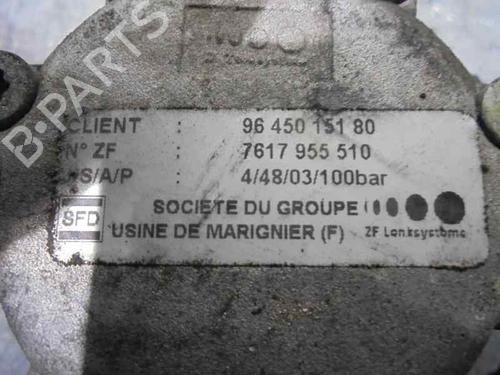 CLIENT : 96 450 151 80
N° ZF : 7617 955 510
S/A/P : 4/48/03/100bar
SFD
SOCIETE DU GROUPE
USINE DE MARIGNIER (F)
ZF Lenksysteme
B-PARTS